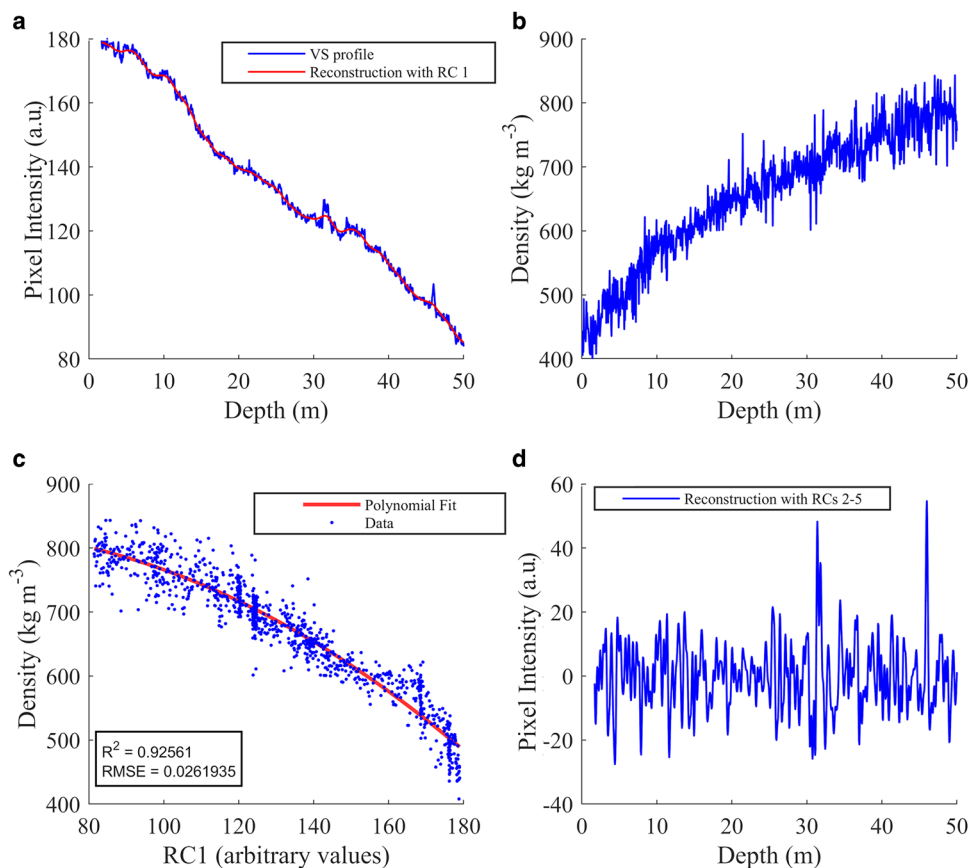 a
180
160
140
120
100
80
Pixel Intensity (a.u.)
VS profile
Reconstruction with RC 1
0 10 20 30 40 50
Depth (m)
b
900
800
700
600
500
400
Density (kg m⁻³)
0 10 20 30 40 50
Depth (m)
c
900
800
700
600
500
400
Density (kg m⁻³)
Polynomial Fit
Data
R² = 0.92561
RMSE = 0.0261935
80 100 120 140 160 180
RC1 (arbitrary values)
d
60
40
20
0
-20
-40
Pixel Intensity (a.u.)
Reconstruction with RCs 2-5
0 10 20 30 40 50
Depth (m)